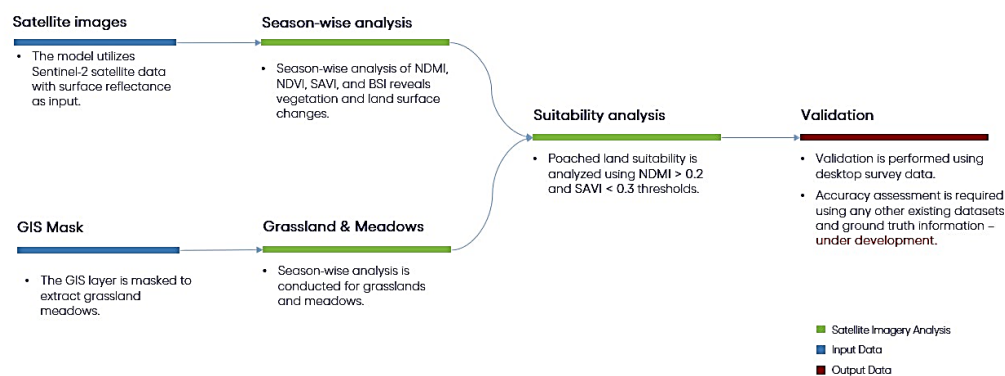 Satellite images
• The model utilizes
Sentinel-2 satellite data
with surface reflectance
as input.
Season-wise analysis
• Season-wise analysis of NDMI,
NDVI, SAVI, and BSI reveals
vegetation and land surface
changes.
GIS Mask
• The GIS layer is masked to
extract grassland
meadows.
Grassland & Meadows
• Season-wise analysis is
conducted for grasslands
and meadows.
Suitability analysis
• Poached land suitability is
analyzed using NDMI > 0.2
and SAVI < 0.3 thresholds.
Validation
• Validation is performed using
desktop survey data.
• Accuracy assessment is required
using any other existing datasets
and ground truth information –
under development.
Satellite Imagery Analysis
Input Data
Output Data